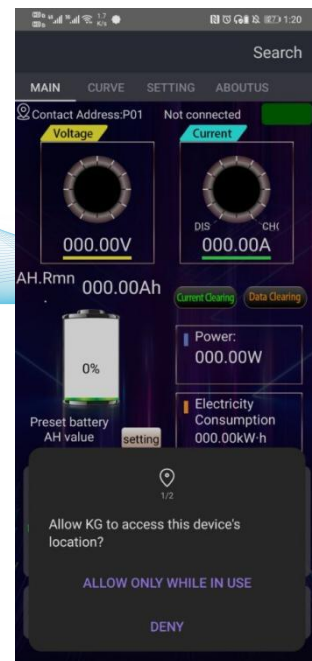 1.7
K/s
1:20
Search
MAIN CURVE SETTING ABOUTUS
Contact Address:P01 Not connected
Voltage
Current
DIS CH(
000.00V
000.00A
AH.Rmn
000.00Ah
.
Current Clearing
Data Clearing
Power:
000.00W
0%
Electricity
Consumption
000.00kW·h
Preset battery
AH value
setting
1/2
Allow KG to access this device's
location?
ALLOW ONLY WHILE IN USE
DENY